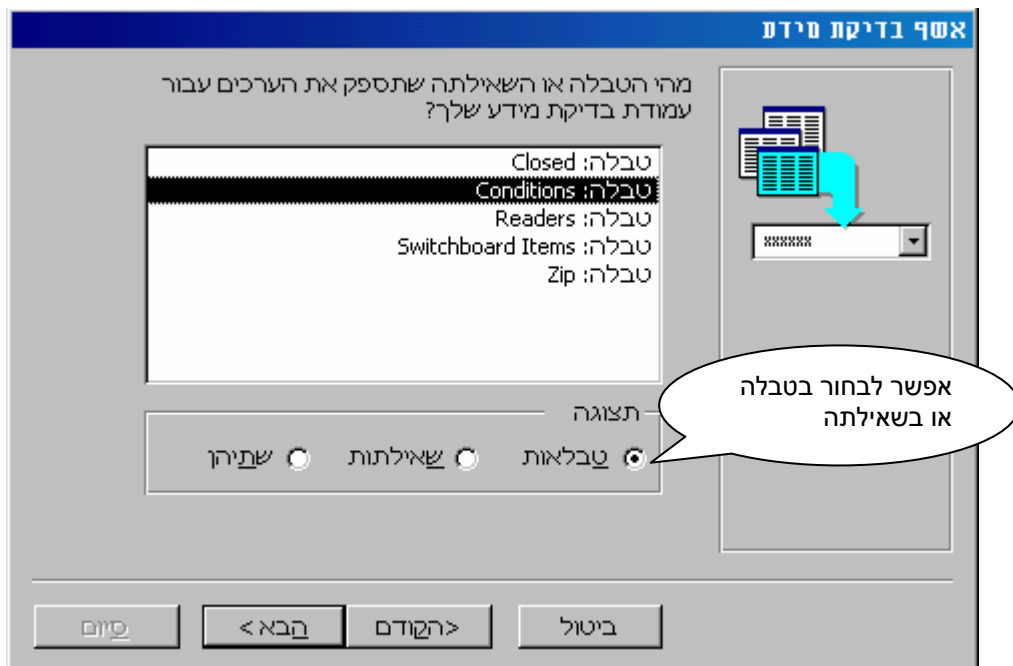 אשף בדיקת מידע
מהי הטבלה או השאילתה שתספק את הערכים עבור
עמודת בדיקת מידע שלך?
טבלה: Closed
טבלה: Conditions
טבלה: Readers
טבלה: Switchboard Items
טבלה: Zip
xxxxxx
אפשר לבחור בטבלה
או בשאילתה
תצוגה
טבלאות שאילתות שתיהן
ביטול <הקודם הבא> סיום